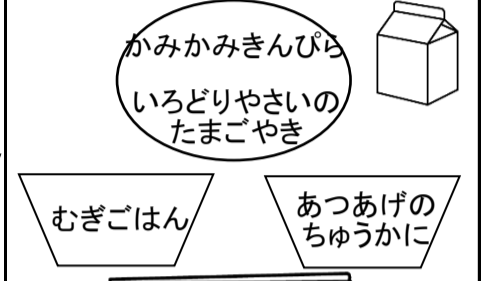 かみかみきんぴら
いろどりやさいの
たまごやき
むぎごはん
あつあげの
ちゅうかに